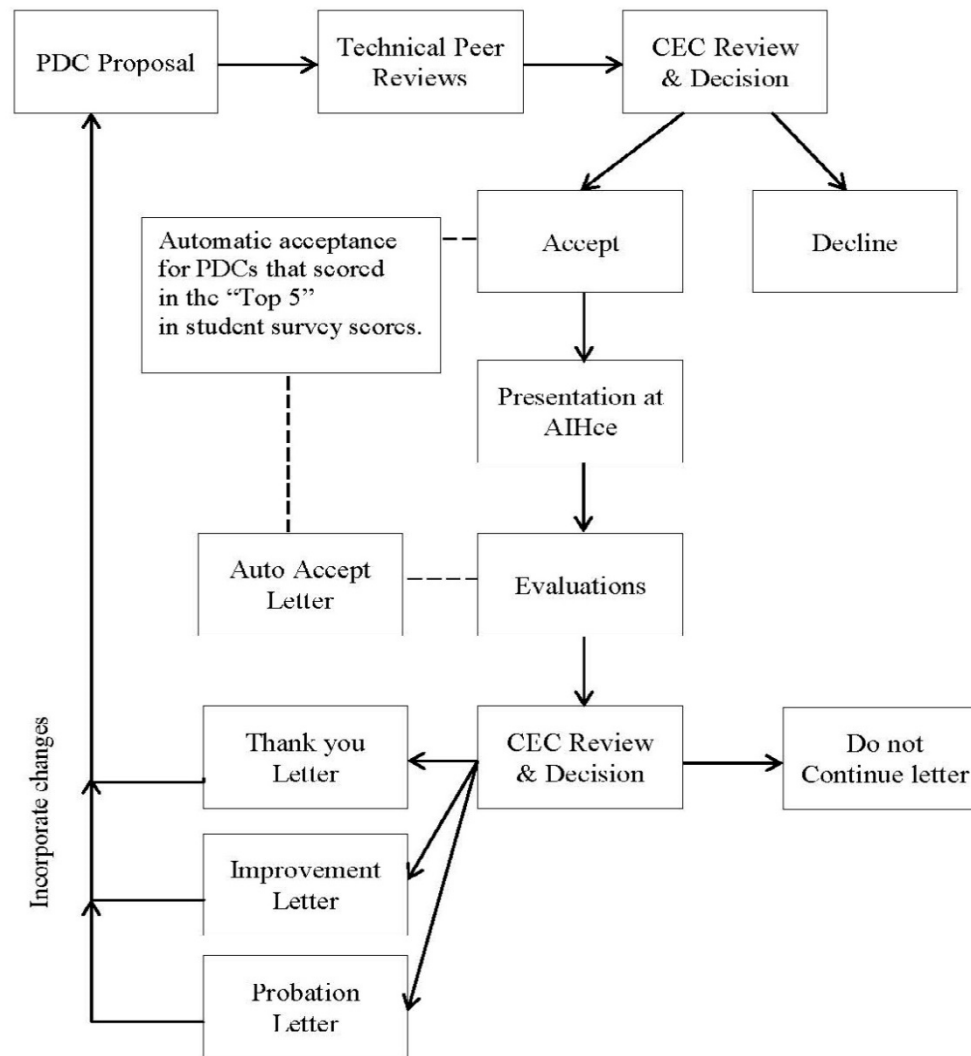 PDC Proposal
Technical Peer
Reviews
CEC Review
& Decision
Automatic acceptance
for PDCs that scored
in the “Top 5”
in student survey scores.
Accept
Decline
Presentation at
AIHce
Auto Accept
Letter
Evaluations
Incorporate changes
Thank you
Letter
CEC Review
& Decision
Do not
Continue letter
Improvement
Letter
Probation
Letter